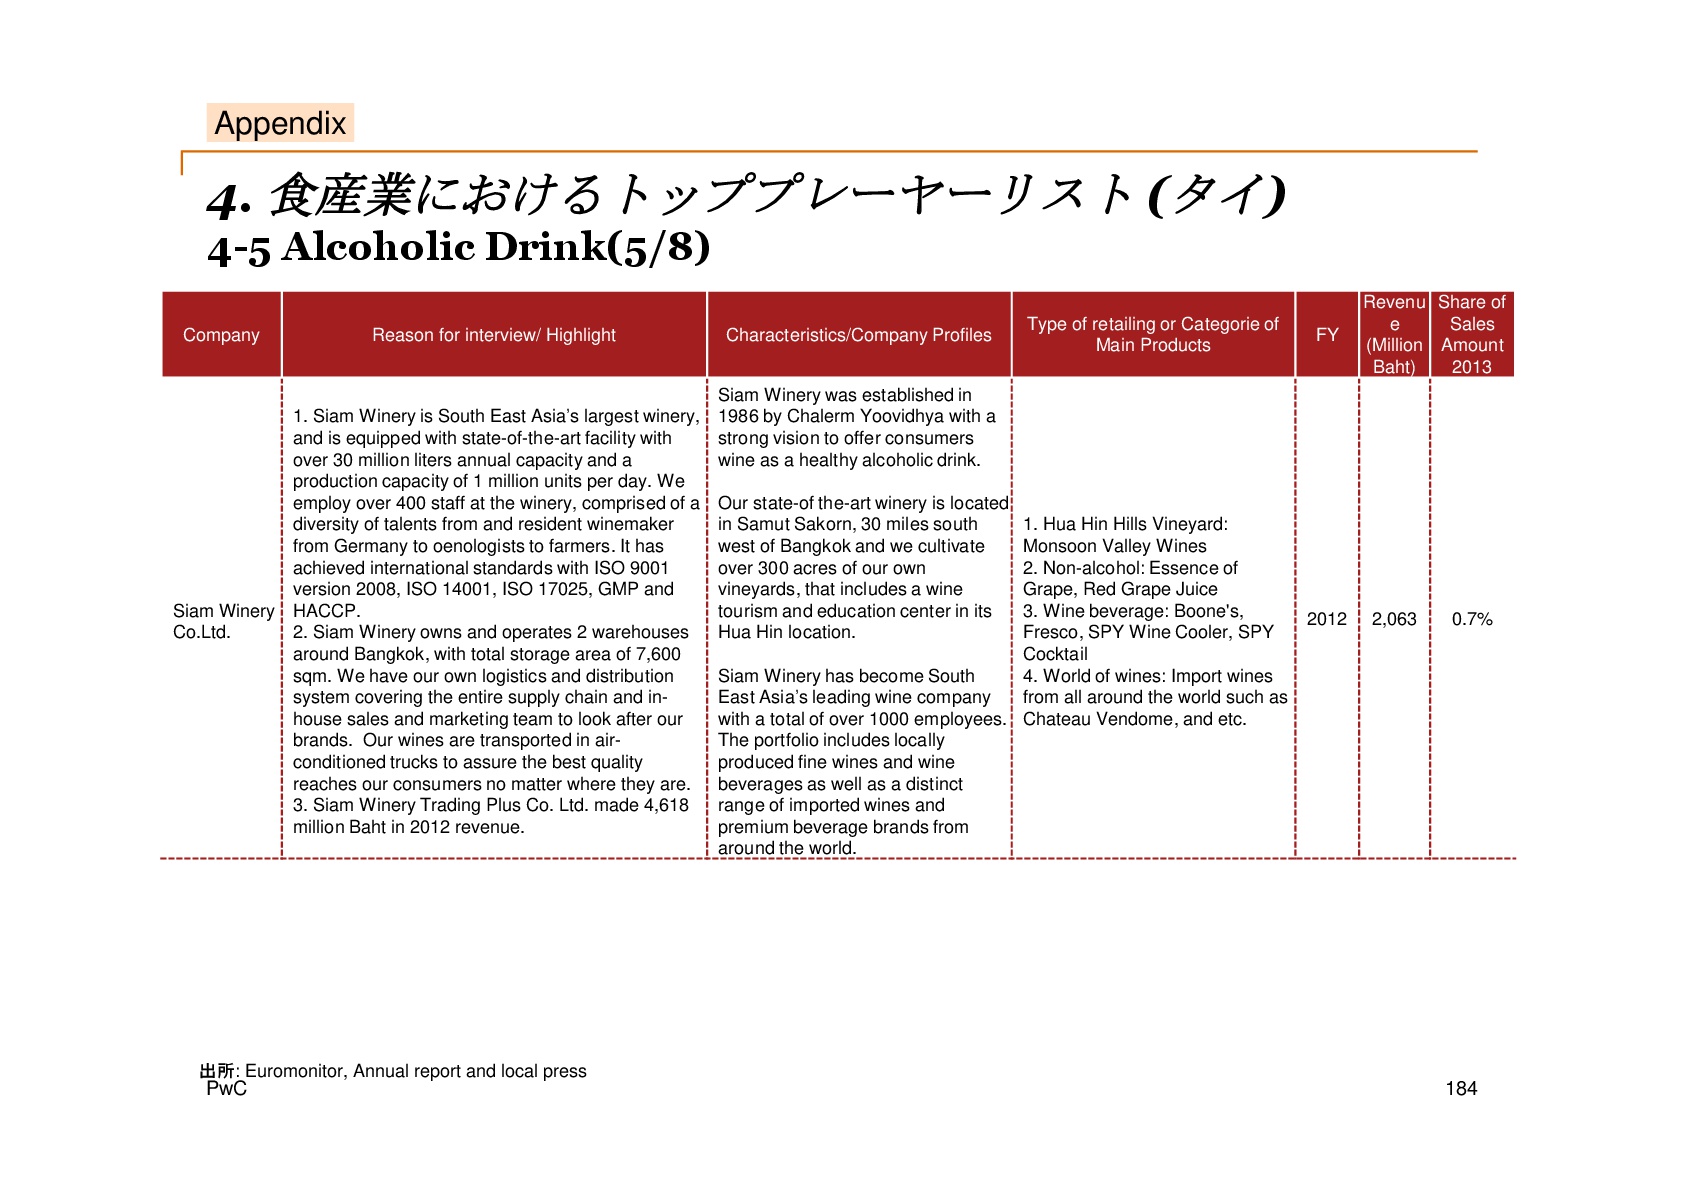 Appendix
4. 食産業におけるトッププレーヤーリスト (タイ)
4-5 Alcoholic Drink(5/8)
Company
Reason for interview/ Highlight
Characteristics/Company Profiles
Type of retailing or Categorie of
Main Products
FY
Revenu
e
(Million
Baht)
Share of
Sales
Amount
2013
Siam Winery
Co.Ltd.
1. Siam Winery is South East Asia’s largest winery,
and is equipped with state-of-the-art facility with
over 30 million liters annual capacity and a
production capacity of 1 million units per day. We
employ over 400 staff at the winery, comprised of a
diversity of talents from and resident winemaker
from Germany to oenologists to farmers. It has
achieved international standards with ISO 9001
version 2008, ISO 14001, ISO 17025, GMP and
HACCP.
2. Siam Winery owns and operates 2 warehouses
around Bangkok, with total storage area of 7,600
sqm. We have our own logistics and distribution
system covering the entire supply chain and in-
house sales and marketing team to look after our
brands.  Our wines are transported in air-
conditioned trucks to assure the best quality
reaches our consumers no matter where they are.
3. Siam Winery Trading Plus Co. Ltd. made 4,618
million Baht in 2012 revenue.
Siam Winery was established in
1986 by Chalerm Yoovidhya with a
strong vision to offer consumers
wine as a healthy alcoholic drink.
Our state-of the-art winery is located
in Samut Sakorn, 30 miles south
west of Bangkok and we cultivate
over 300 acres of our own
vineyards, that includes a wine
tourism and education center in its
Hua Hin location.
Siam Winery has become South
East Asia’s leading wine company
with a total of over 1000 employees.
The portfolio includes locally
produced fine wines and wine
beverages as well as a distinct
range of imported wines and
premium beverage brands from
around the world.
1. Hua Hin Hills Vineyard:
Monsoon Valley Wines
2. Non-alcohol: Essence of
Grape, Red Grape Juice
3. Wine beverage: Boone's,
Fresco, SPY Wine Cooler, SPY
Cocktail
4. World of wines: Import wines
from all around the world such as
Chateau Vendome, and etc.
2012
2,063
0.7%
出所: Euromonitor, Annual report and local press
PwC
184